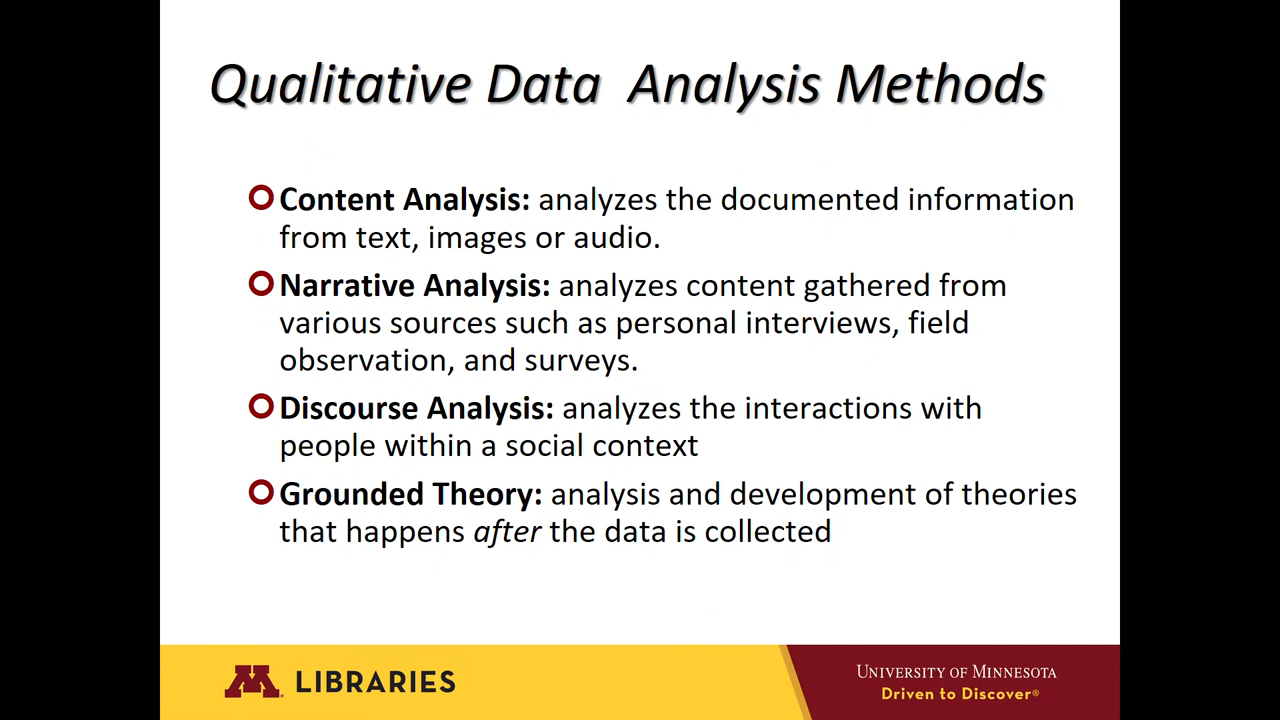 Qualitative Data  Analysis Methods
Content Analysis: analyzes the documented information
from text, images or audio.
Narrative Analysis: analyzes content gathered from
various sources such as personal interviews, field
observation, and surveys.
Discourse Analysis: analyzes the interactions with
people within a social context
Grounded Theory: analysis and development of theories
that happens after the data is collected
M LIBRARIES
UNIVERSITY OF MINNESOTA
Driven to Discover®